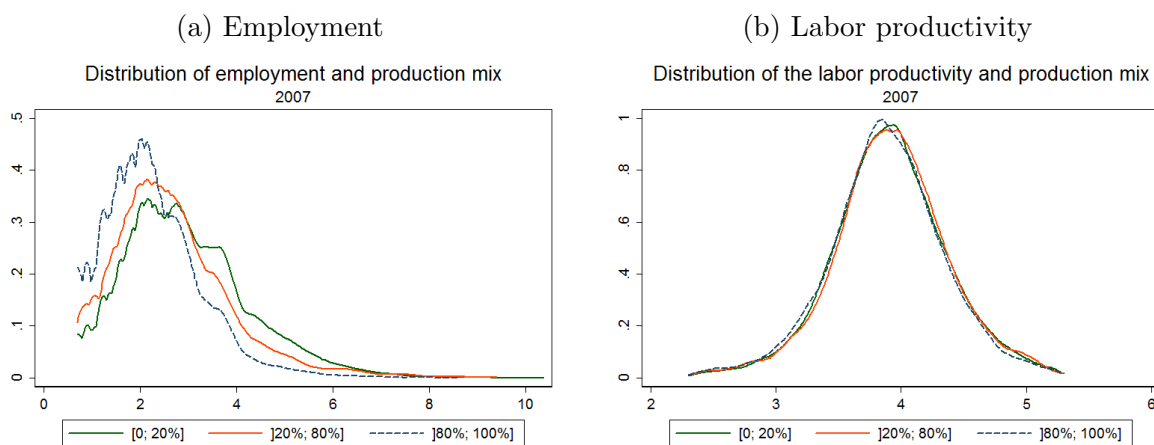 (a) Employment
Distribution of employment and production mix
2007
.5
.4
.3
.2
.1
0
0 2 4 6 8 10
[0; 20%] ]20%; 80%] ]80%; 100%]
(b) Labor productivity
Distribution of the labor productivity and production mix
2007
1
.8
.6
.4
.2
0
2 3 4 5 6
[0; 20%] ]20%; 80%] ]80%; 100%]